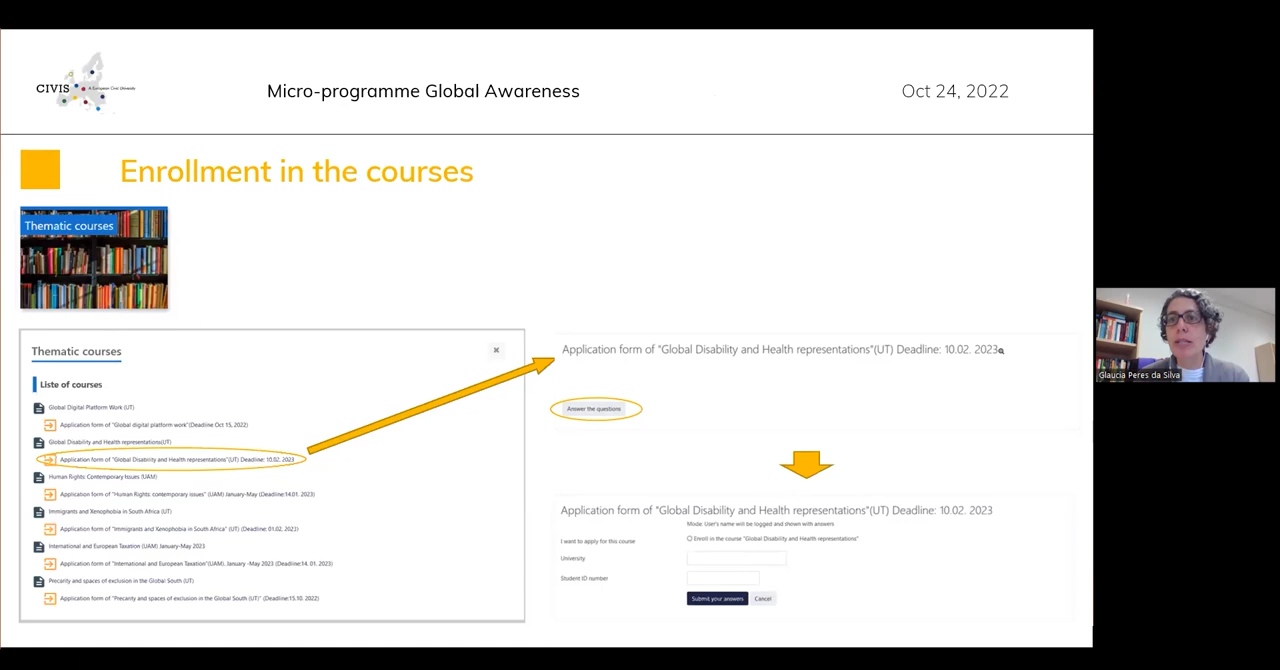 CIVIS
A European Civic University
Micro-programme Global Awareness
Oct 24, 2022
Enrollment in the courses
Thematic courses
Thematic courses
Liste of courses
Global Digital Platform Work (UT)
Application form of "Global digital platform work"(Deadline Oct 15, 2022)
Global Disability and Health representations(UT)
Application form of "Global Disability and Health representations"(UT) Deadline: 10.02. 2023
Human Rights: Contemporary Issues (UAM)
Application form of "Human Rights: contemporary issues" (UAM) January-May (Deadline:14.01. 2023)
Immigrants and Xenophobia in South Africa (UT)
Application form of "Immigrants and Xenophobia in South Africa" (UT) (Deadline: 01.02. 2023)
International and European Taxation (UAM) January-May 2023
Application form of "International and European Taxation"(UAM). January -May 2023 (Deadline:14. 01. 2023)
Precarity and spaces of exclusion in the Global South (UT)
Application form of "Precarity and spaces of exclusion in the Global South (UT)" (Deadline:15.10. 2022)
Application form of "Global Disability and Health representations"(UT) Deadline: 10.02. 2023
Answer the questions
Application form of "Global Disability and Health representations"(UT) Deadline: 10.02. 2023
Mode: User's name will be logged and shown with answers
I want to apply for this course
Enroll in the course "Global Disability and Health representations"
University
Student ID number
Submit your answers
Cancel
Glaucia Peres da Silva